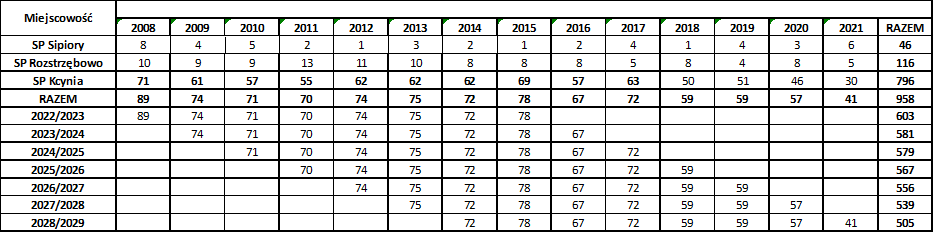 Miejscowość
2008 2009 2010 2011 2012 2013 2014 2015 2016 2017 2018 2019 2020 2021 RAZEM
SP Sipiory 8 4 5 2 1 3 2 1 2 4 1 4 3 6 46
SP Rozstrzębowo 10 9 9 13 11 10 8 8 8 5 8 4 8 5 116
SP Kcynia 71 61 57 55 62 62 62 69 57 63 50 51 46 30 796
RAZEM 89 74 71 70 74 75 72 78 67 72 59 59 57 41 958
2022/2023 89 74 71 70 74 75 72 78 603
2023/2024 74 71 70 74 75 72 78 67 581
2024/2025 71 70 74 75 72 78 67 72 579
2025/2026 70 74 75 72 78 67 72 59 567
2026/2027 74 75 72 78 67 72 59 59 556
2027/2028 75 72 78 67 72 59 59 57 539
2028/2029 72 78 67 72 59 59 57 41 505